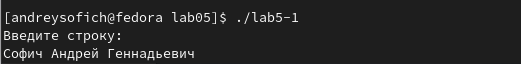 [andreysofich@fedora lab05]$ ./lab5-1
Введите строку:
Софич Андрей Геннадьевич